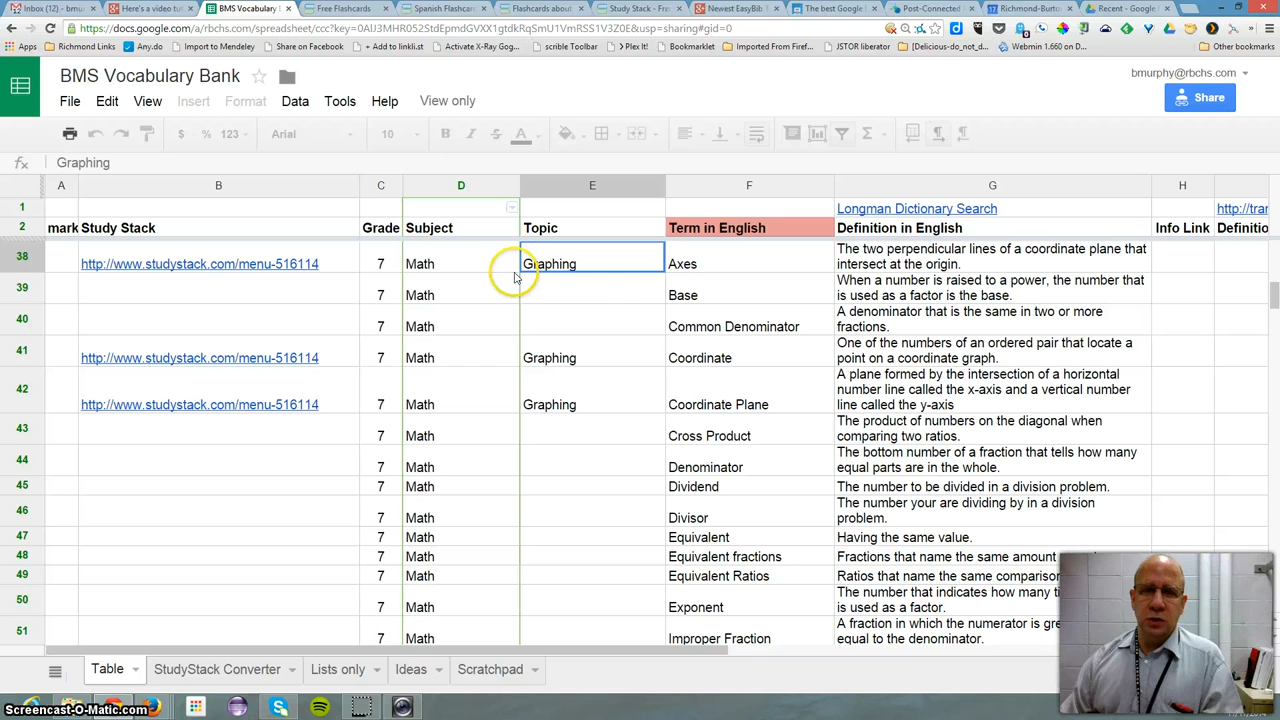 Inbox (12) - bmu
Here's a video tut
BMS Vocabulary B
Free Flashcards
Spanish Flashcard
Flashcards about
Study Stack - Fre
Newest EasyBib T
The best Google
Post-Connected
Richmond-Burto
Recent - Google
https://docs.google.com/a/rbchs.com/spreadsheet/ccc?key=0AlJ3MHR052StdEpmdGVXY1gtdkRqSmU1VmRSS1V3Z0E&usp=sharing#gid=0
Apps
Richmond Links
Any.do
Import to Mendeley
Share on Facebook
+ Add to linkli.st
Activate X-Ray Gog
scrible Toolbar
> Plex It!
Bookmarklet
Imported From Firef
JSTOR liberator
[Delicious-do_not_d
Webmin 1.660 on D
Other bookmarks
BMS Vocabulary Bank
bmurphy@rbchs.com
File Edit View Insert Format Data Tools Help View only
Share
$ % 123 Arial 10 B I S A Σ
fx Graphing
A B C D E F G H
1 Longman Dictionary Search http://trar
2 mark Study Stack Grade Subject Topic Term in English Definition in English Info Link Definitio
The two perpendicular lines of a coordinate plane that
38 http://www.studystack.com/menu-516114 7 Math Graphing Axes intersect at the origin.
When a number is raised to a power, the number that
39 7 Math Base is used as a factor is the base.
A denominator that is the same in two or more
40 7 Math Common Denominator fractions.
One of the numbers of an ordered pair that locate a
41 http://www.studystack.com/menu-516114 7 Math Graphing Coordinate point on a coordinate graph.
A plane formed by the intersection of a horizontal
number line called the x-axis and a vertical number
42 http://www.studystack.com/menu-516114 7 Math Graphing Coordinate Plane line called the y-axis
The product of numbers on the diagonal when
43 7 Math Cross Product comparing two ratios.
The bottom number of a fraction that tells how many
44 7 Math Denominator equal parts are in the whole.
45 7 Math Dividend The number to be divided in a division problem.
The number your are dividing by in a division
46 7 Math Divisor problem.
47 7 Math Equivalent Having the same value.
48 7 Math Equivalent fractions Fractions that name the same amount
49 7 Math Equivalent Ratios Ratios that name the same comparison
The number that indicates how many ti
50 7 Math Exponent is used as a factor.
A fraction in which the numerator is gre
51 7 Math Improper Fraction equal to the denominator.
Table StudyStack Converter Lists only Ideas Scratchpad
Screencast-O-Matic.com